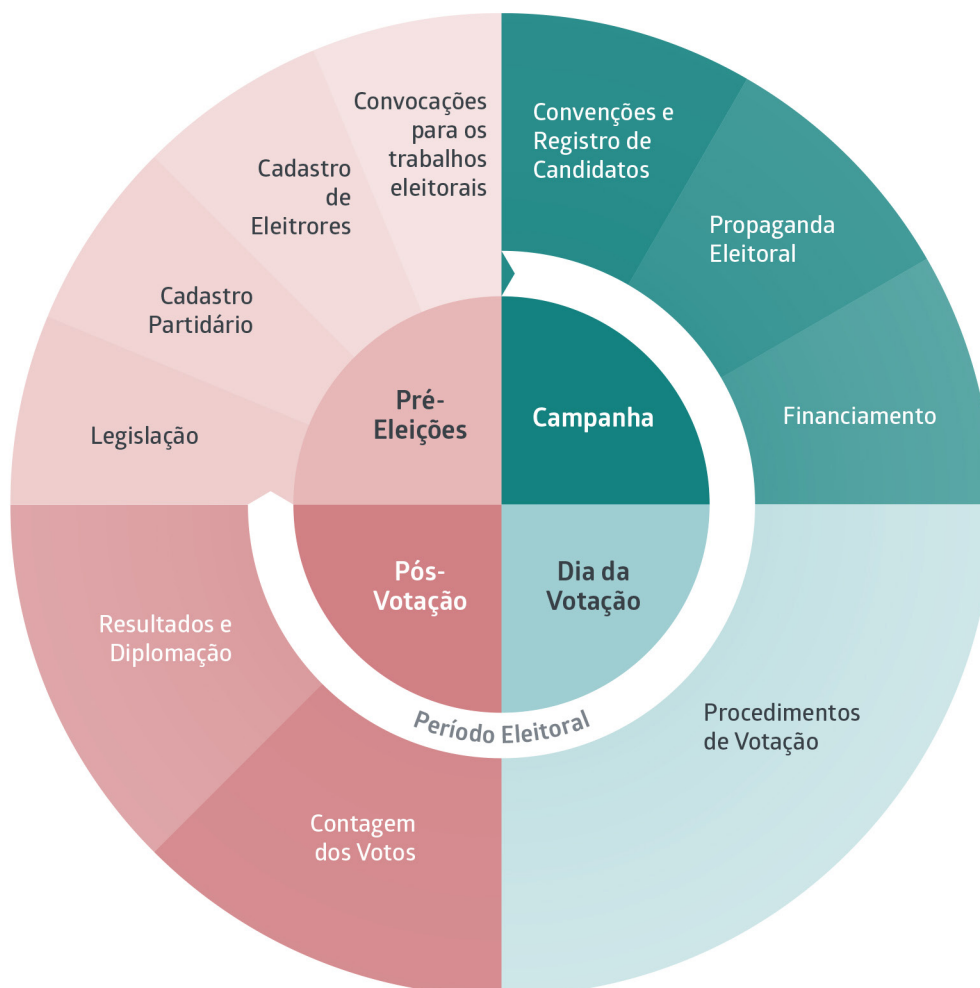 Convocações
para os
trabalhos
eleitorais
Cadastro
de
Eleitrores
Cadastro
Partidário
Legislação
Pré-
Eleições
Convenções e
Registro de
Candidatos
Propaganda
Eleitoral
Financiamento
Campanha
Dia da
Votação
Procedimentos
de Votação
Pós-
Votação
Contagem
dos Votos
Resultados e
Diplomação
Período Eleitoral